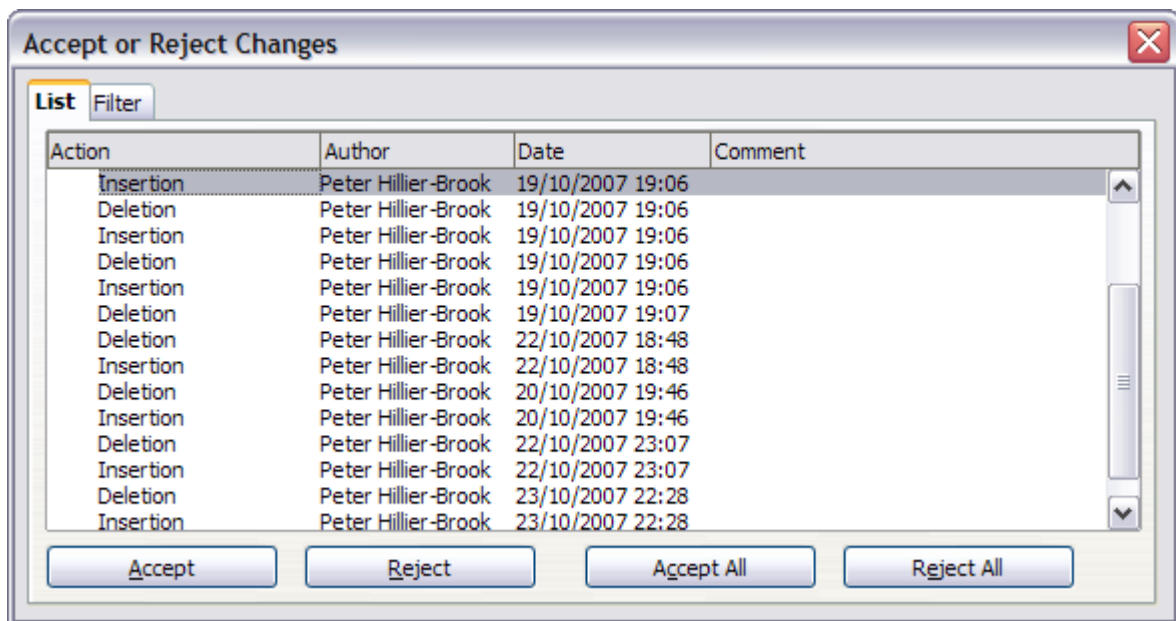 Accept or Reject Changes
List Filter
Action Author Date Comment
Insertion Peter Hillier-Brook 19/10/2007 19:06
Deletion Peter Hillier-Brook 19/10/2007 19:06
Insertion Peter Hillier-Brook 19/10/2007 19:06
Deletion Peter Hillier-Brook 19/10/2007 19:06
Insertion Peter Hillier-Brook 19/10/2007 19:06
Deletion Peter Hillier-Brook 19/10/2007 19:07
Deletion Peter Hillier-Brook 22/10/2007 18:48
Insertion Peter Hillier-Brook 22/10/2007 18:48
Deletion Peter Hillier-Brook 20/10/2007 19:46
Insertion Peter Hillier-Brook 20/10/2007 19:46
Deletion Peter Hillier-Brook 22/10/2007 23:07
Insertion Peter Hillier-Brook 22/10/2007 23:07
Deletion Peter Hillier-Brook 23/10/2007 22:28
Insertion Peter Hillier-Brook 23/10/2007 22:28
Accept Reject Accept All Reject All